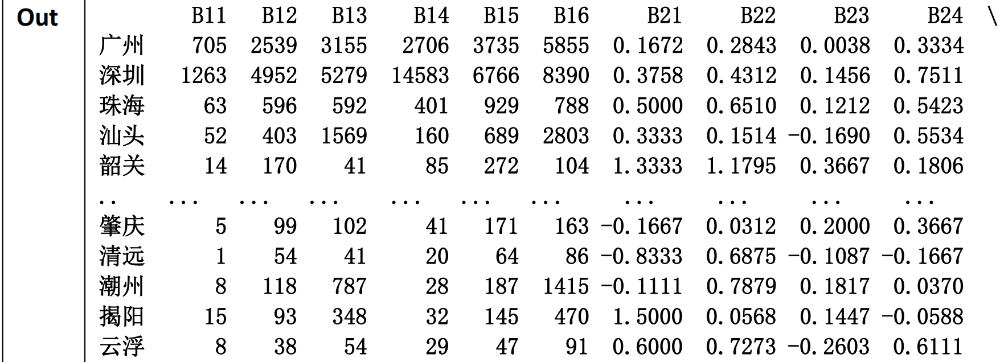 Out B11 B12 B13 B14 B15 B16 B21 B22 B23 B24 \
广州 705 2539 3155 2706 3735 5855 0.1672 0.2843 0.0038 0.3334
深圳 1263 4952 5279 14583 6766 8390 0.3758 0.4312 0.1456 0.7511
珠海 63 596 592 401 929 788 0.5000 0.6510 0.1212 0.5423
汕头 52 403 1569 160 689 2803 0.3333 0.1514 -0.1690 0.5534
韶关 14 170 41 85 272 104 1.3333 1.1795 0.3667 0.1806
.. ... ... ... ... ... ... ... ... ... ...
肇庆 5 99 102 41 171 163 -0.1667 0.0312 0.2000 0.3667
清远 1 54 41 20 64 86 -0.8333 0.6875 -0.1087 -0.1667
潮州 8 118 787 28 187 1415 -0.1111 0.7879 0.1817 0.0370
揭阳 15 93 348 32 145 470 1.5000 0.0568 0.1447 -0.0588
云浮 8 38 54 29 47 91 0.6000 0.7273 -0.2603 0.6111